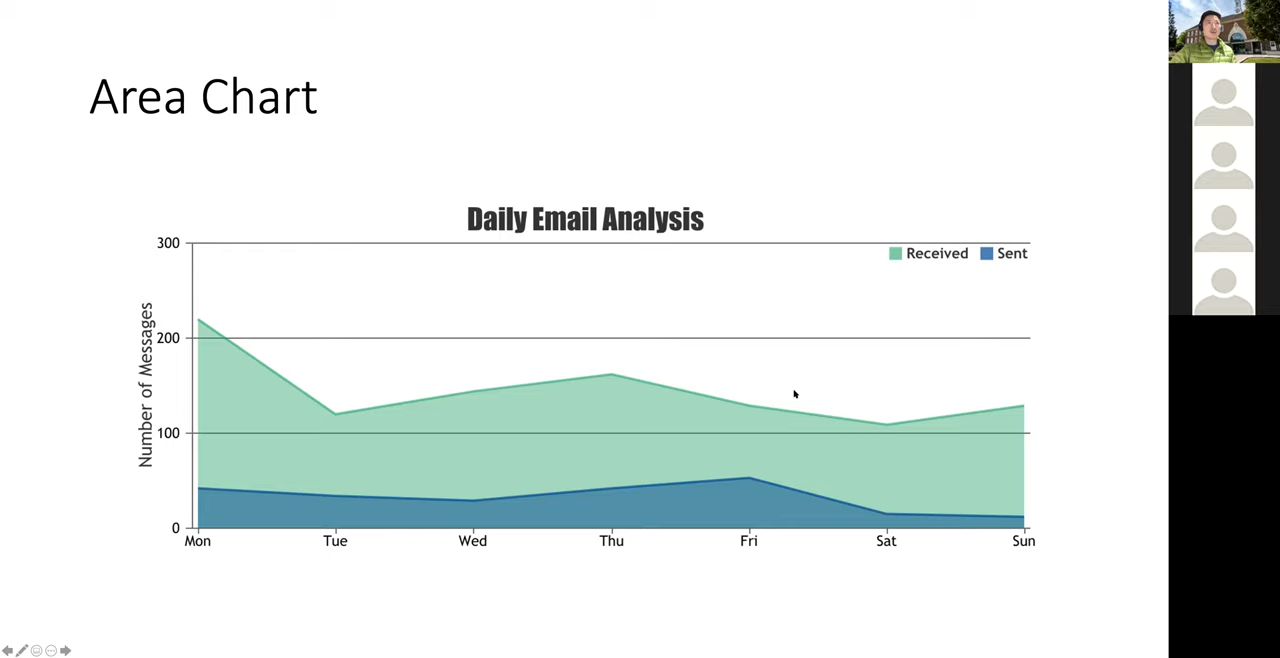 Area Chart
Daily Email Analysis
Received Sent
Number of Messages
300
200
100
0
Mon Tue Wed Thu Fri Sat Sun